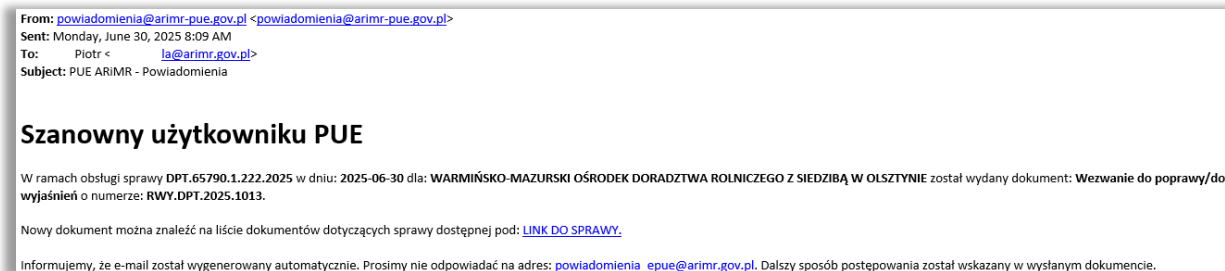 From: powiadomienia@arimr-pue.gov.pl <powiadomienia@arimr-pue.gov.pl>
Sent: Monday, June 30, 2025 8:09 AM
To: Piotr < la@arimr.gov.pl>
Subject: PUE ARiMR - Powiadomienia
Szanowny użytkowniku PUE
W ramach obsługi sprawy DPT.65790.1.222.2025 w dniu: 2025-06-30 dla: WARMIŃSKO-MAZURSKI OŚRODEK DORADZTWA ROLNICZEGO Z SIEDZIBĄ W OLSZTYNIE został wydany dokument: Wezwanie do poprawy/do
wyjaśnień o numerze: RWY.DPT.2025.1013.
Nowy dokument można znaleźć na liście dokumentów dotyczących sprawy dostępnej pod: LINK DO SPRAWY.
Informujemy, że e-mail został wygenerowany automatycznie. Prosimy nie odpowiadać na adres: powiadomienia_epue@arimr.gov.pl. Dalszy sposób postępowania został wskazany w wysłanym dokumencie.